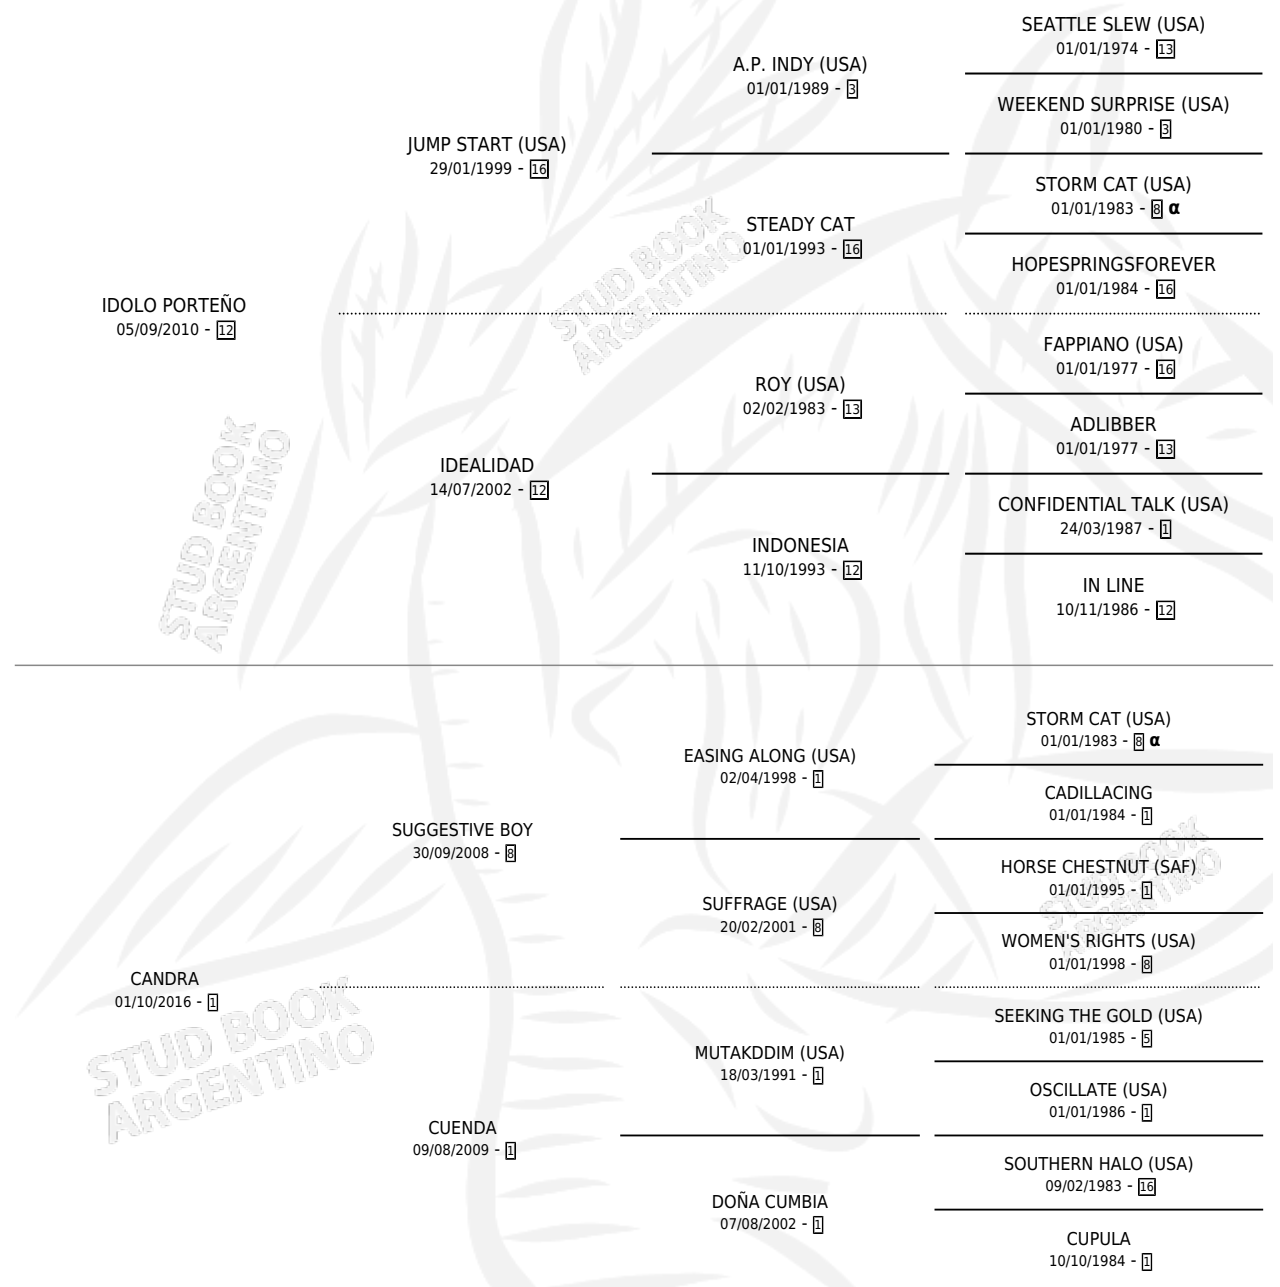 SEATTLE SLEW (USA)
01/01/1974 - 13
A.P. INDY (USA)
01/01/1989 - 3
WEEKEND SURPRISE (USA)
01/01/1980 - 3
JUMP START (USA)
29/01/1999 - 16
STORM CAT (USA)
01/01/1983 - 8 α
STEADY CAT
01/01/1993 - 16
HOPESPRINGSFOREVER
01/01/1984 - 16
IDOLO PORTEÑO
05/09/2010 - 12
FAPPIANO (USA)
01/01/1977 - 16
ROY (USA)
02/02/1983 - 13
ADLIBBER
01/01/1977 - 13
IDEALIDAD
14/07/2002 - 12
CONFIDENTIAL TALK (USA)
24/03/1987 - 1
INDONESIA
11/10/1993 - 12
IN LINE
10/11/1986 - 12
STORM CAT (USA)
01/01/1983 - 8 α
EASING ALONG (USA)
02/04/1998 - 1
CADILLACING
01/01/1984 - 1
SUGGESTIVE BOY
30/09/2008 - 8
HORSE CHESTNUT (SAF)
01/01/1995 - 1
SUFFRAGE (USA)
20/02/2001 - 8
WOMEN'S RIGHTS (USA)
01/01/1998 - 8
CANDRA
01/10/2016 - 1
SEEKING THE GOLD (USA)
01/01/1985 - 5
MUTAKDDIM (USA)
18/03/1991 - 1
OSCILLATE (USA)
01/01/1986 - 1
CUENDA
09/08/2009 - 1
SOUTHERN HALO (USA)
09/02/1983 - 16
DOÑA CUMBIA
07/08/2002 - 1
CUPULA
10/10/1984 - 1
STUD BOOK
ARGENTINO
STUD BOOK
ARGENTINO
STUD BOOK
ARGENTINO
STUD BOOK
ARGENTINO